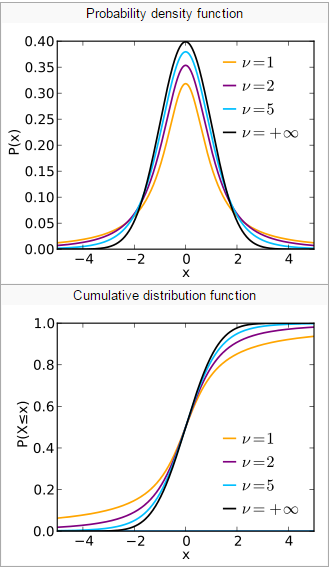 Probability density function
P(x)
0.40
0.35
0.30
0.25
0.20
0.15
0.10
0.05
0.00
ν=1
ν=2
ν=5
ν=+∞
−4 −2 0 2 4
x
Cumulative distribution function
P(X≤x)
1.0
0.8
0.6
0.4
0.2
0.0
ν=1
ν=2
ν=5
ν=+∞
−4 −2 0 2 4
x